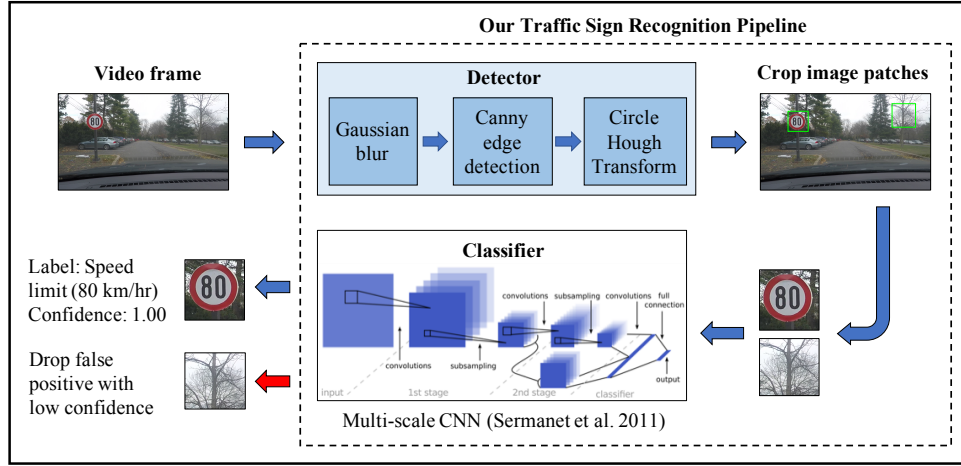 Our Traffic Sign Recognition Pipeline
Video frame
Detector
Crop image patches
Gaussian
blur
Canny
edge
detection
Circle
Hough
Transform
80
80
Classifier
Label: Speed
limit (80 km/hr)
Confidence: 1.00
80
convolutions
subsampling
convolutions
full
connection
convolutions
subsampling
output
input
1st stage
2nd stage
classifier
80
Drop false
positive with
low confidence
Multi-scale CNN (Sermanet et al. 2011)